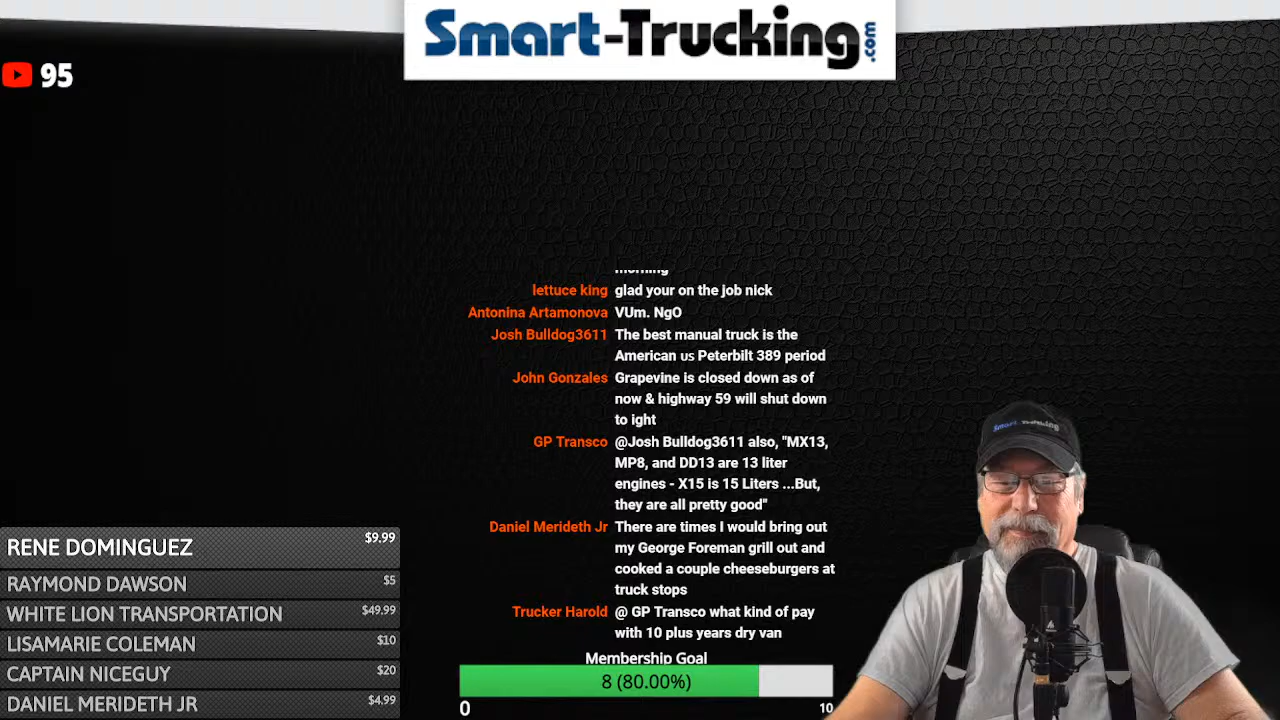 Smart-Trucking.com
95
morning
lettuce king glad your on the job nick
Antonina Artamonova VUm. NgO
Josh Bulldog3611 The best manual truck is the
American us Peterbilt 389 period
John Gonzales Grapevine is closed down as of
now & highway 59 will shut down
to ight
GP Transco @Josh Bulldog3611 also, "MX13,
MP8, and DD13 are 13 liter
engines - X15 is 15 Liters ...But,
they are all pretty good"
Daniel Merideth Jr There are times I would bring out
my George Foreman grill out and
cooked a couple cheeseburgers at
truck stops
Trucker Harold @ GP Transco what kind of pay
with 10 plus years dry van
Membership Goal
8 (80.00%)
0 10
RENE DOMINGUEZ $9.99
RAYMOND DAWSON $5
WHITE LION TRANSPORTATION $49.99
LISAMARIE COLEMAN $10
CAPTAIN NICEGUY $20
DANIEL MERIDETH JR $4.99
Smart-Trucking